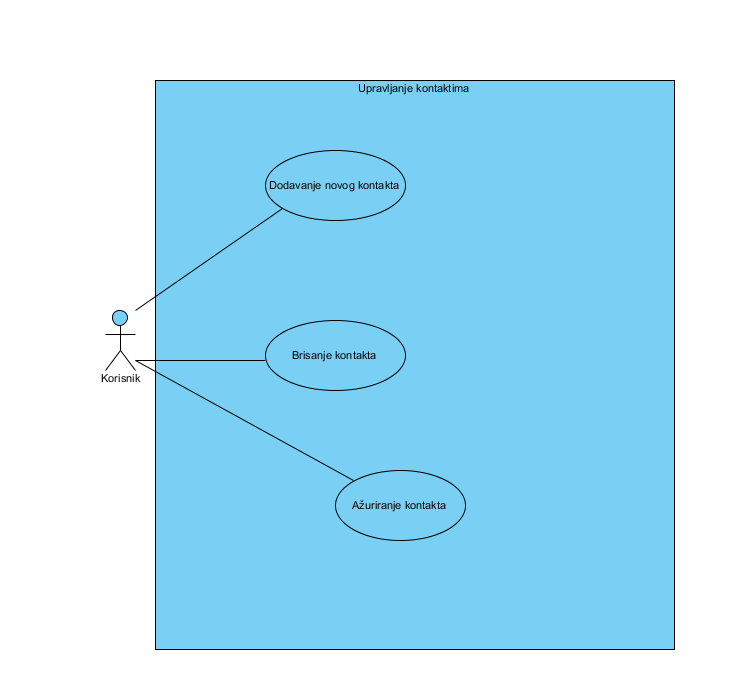 Upravljanje kontaktima
Dodavanje novog kontakta
Brisanje kontakta
Korisnik
Ažuriranje kontakta